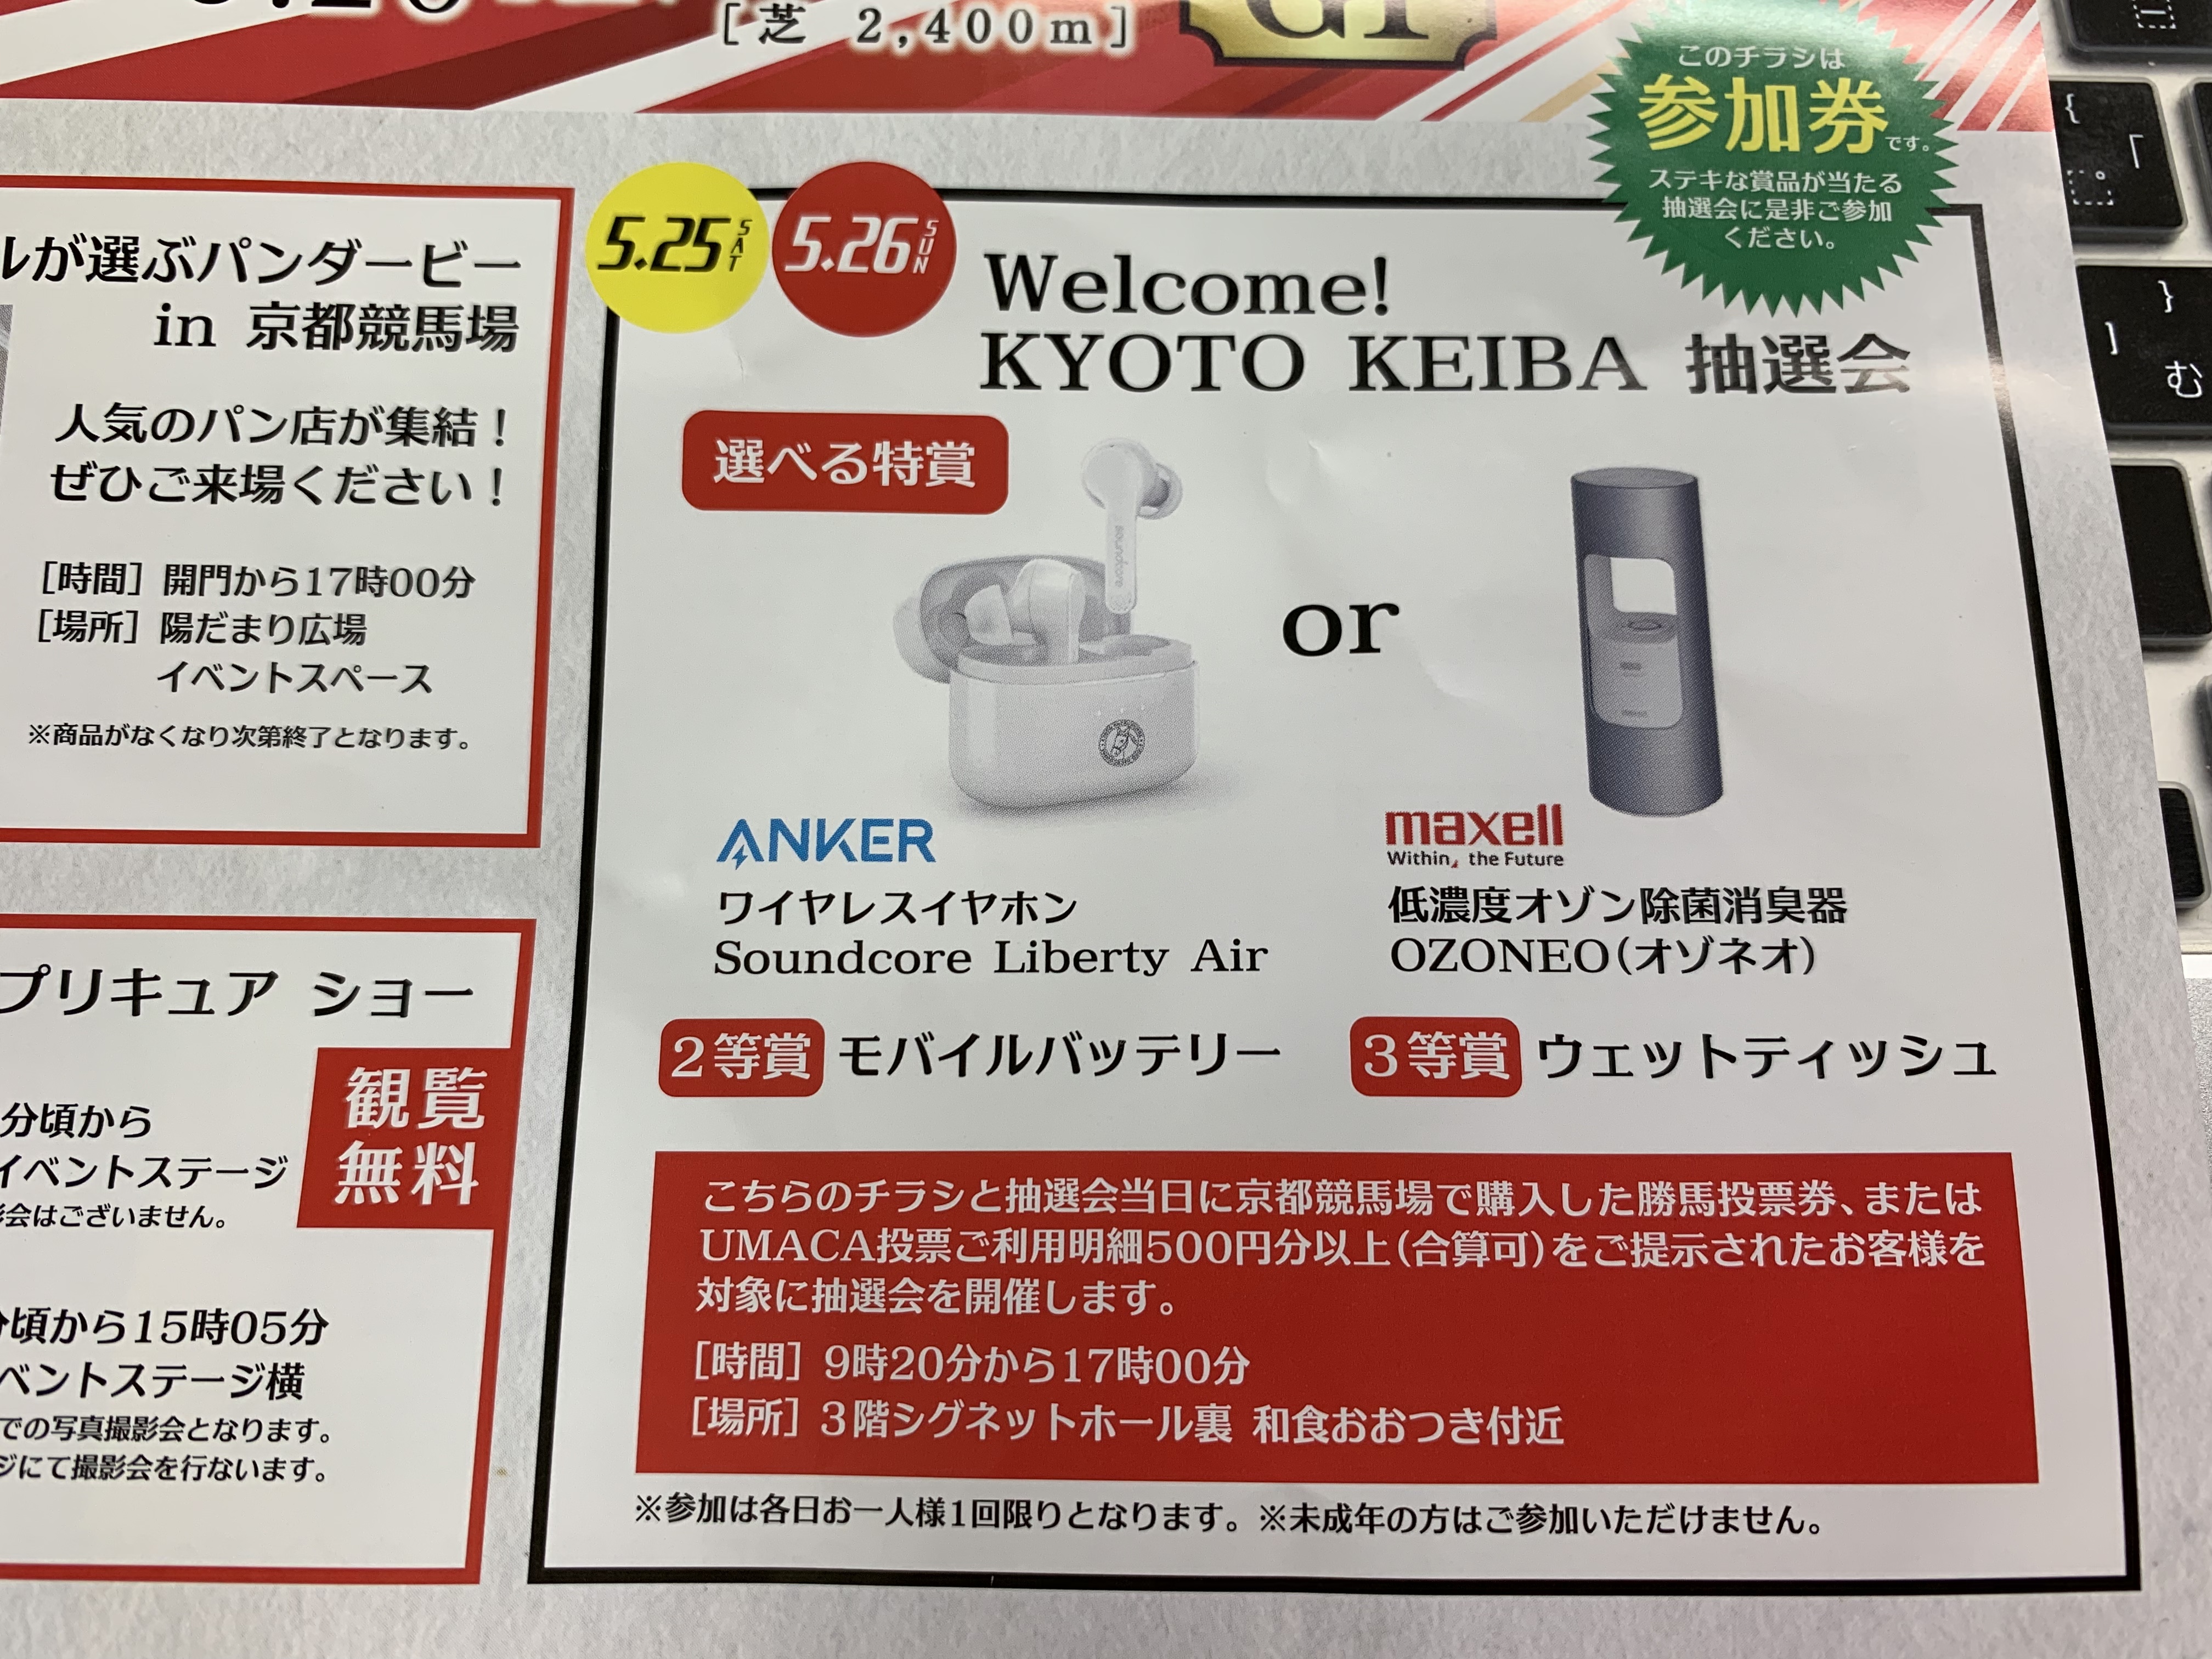 [芝 2,400m]
G1
このチラシは
参加券です。
ステキな賞品が当たる
抽選会に是非ご参加
ください。
ルが選ぶパンダービー
in 京都競馬場
人気のパン店が集結！
ぜひご来場ください！
［時間］開門から17時00分
［場所］陽だまり広場
イベントスペース
※商品がなくなり次第終了となります。
プリキュア ショー
観覧
無料
分頃から
イベントステージ
影会はございません。
分頃から15時05分
ベントステージ横
での写真撮影会となります。
ジにて撮影会を行ないます。
5.25 SAT
5.26 SUN
Welcome!
KYOTO KEIBA 抽選会
選べる特賞
soundcore
or
ANKER
ワイヤレスイヤホン
Soundcore Liberty Air
maxell
Within, the Future
低濃度オゾン除菌消臭器
OZONEO（オゾネオ）
2等賞 モバイルバッテリー
3等賞 ウェットティッシュ
こちらのチラシと抽選会当日に京都競馬場で購入した勝馬投票券、または
UMACA投票ご利用明細500円分以上（合算可）をご提示されたお客様を
対象に抽選会を開催します。
［時間］9時20分から17時00分
［場所］3階シグネットホール裏 和食おおつき付近
※参加は各日お一人様1回限りとなります。※未成年の方はご参加いただけません。
{
「
。
}
]
む